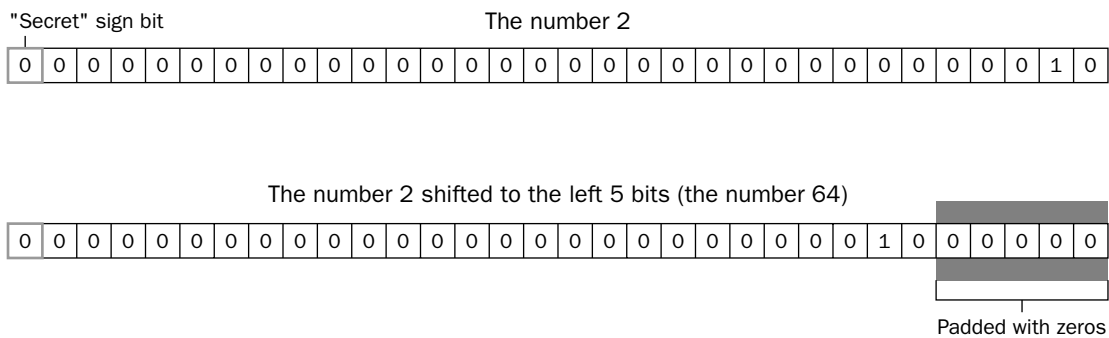 "Secret" sign bit
The number 2
0 0 0 0 0 0 0 0 0 0 0 0 0 0 0 0 0 0 0 0 0 0 0 0 0 0 0 0 0 0 1 0
The number 2 shifted to the left 5 bits (the number 64)
0 0 0 0 0 0 0 0 0 0 0 0 0 0 0 0 0 0 0 0 0 0 0 0 0 1 0 0 0 0 0 0
Padded with zeros